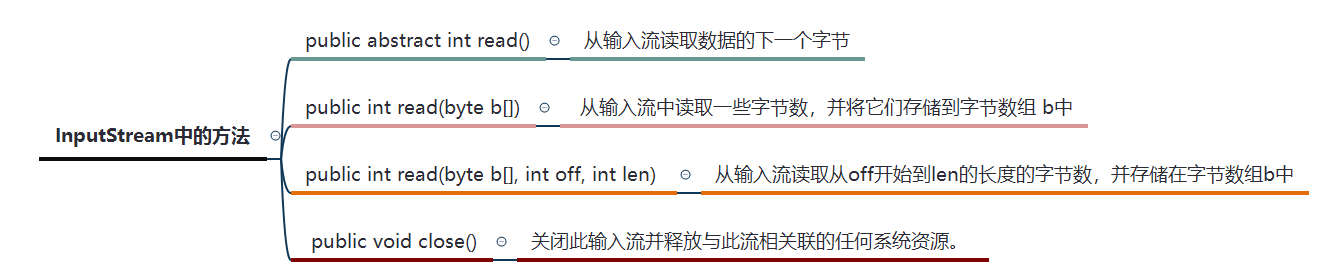 public abstract int read() 从输入流读取数据的下一个字节
public int read(byte b[]) 从输入流中读取一些字节数，并将它们存储到字节数组 b中
InputStream中的方法
public int read(byte b[], int off, int len) 从输入流读取从off开始到len的长度的字节数，并存储在字节数组b中
public void close() 关闭此输入流并释放与此流相关联的任何系统资源。